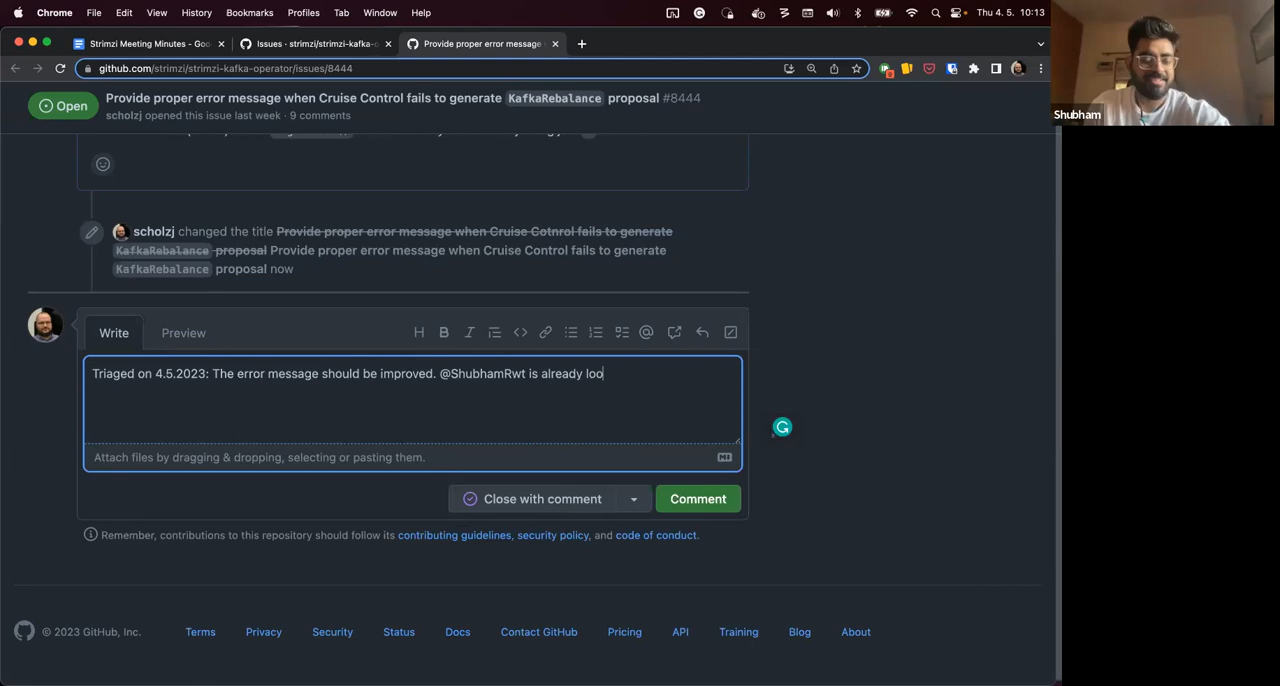 Chrome File Edit View History Bookmarks Profiles Tab Window Help Thu 4. 5. 10:13
Strimzi Meeting Minutes - Goo
Issues · strimzi/strimzi-kafka-o
Provide proper error message
github.com/strimzi/strimzi-kafka-operator/issues/8444
Open
Provide proper error message when Cruise Control fails to generate KafkaRebalance proposal #8444
scholzj opened this issue last week · 9 comments
Shubham
scholzj changed the title Provide proper error message when Cruise Cotnrol fails to generate
KafkaRebalance proposal Provide proper error message when Cruise Control fails to generate
KafkaRebalance proposal now
Write Preview
Triaged on 4.5.2023: The error message should be improved. @ShubhamRwt is already loo
Attach files by dragging & dropping, selecting or pasting them.
Close with comment
Comment
Remember, contributions to this repository should follow its contributing guidelines, security policy, and code of conduct.
© 2023 GitHub, Inc. Terms Privacy Security Status Docs Contact GitHub Pricing API Training Blog About